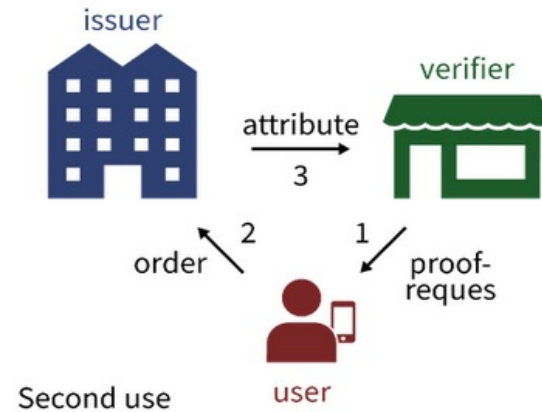 issuer
verifier
attribute
3
2
1
order
proof-
reques
Second use
user